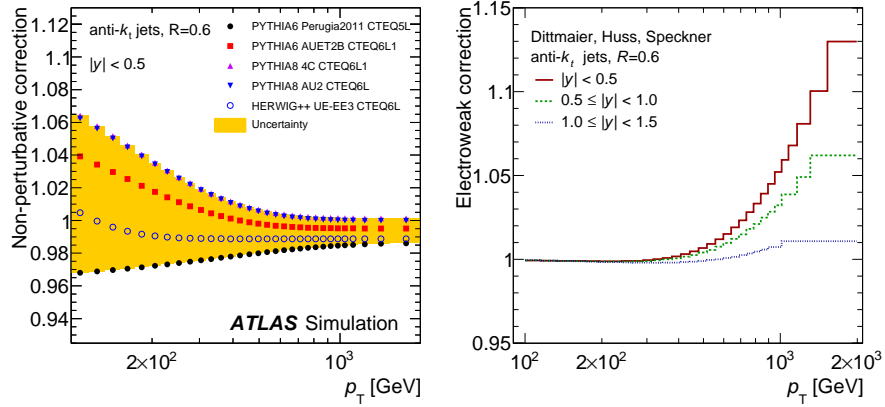 Non-perturbative correction
1.12
1.1
1.08
1.06
1.04
1.02
1
0.98
0.96
0.94
anti-k_t jets, R=0.6
|y| < 0.5
PYTHIA6 Perugia2011 CTEQ5L
PYTHIA6 AUET2B CTEQ6L1
PYTHIA8 4C CTEQ6L1
PYTHIA8 AU2 CTEQ6L
HERWIG++ UE-EE3 CTEQ6L
Uncertainty
ATLAS Simulation
2×10²
10³
p_T [GeV]
Electroweak correction
1.15
1.1
1.05
1
0.95
Dittmaier, Huss, Speckner
anti-k_t jets, R=0.6
|y| < 0.5
0.5 ≤ |y| < 1.0
1.0 ≤ |y| < 1.5
10²
2×10²
10³
2×10³
p_T [GeV]